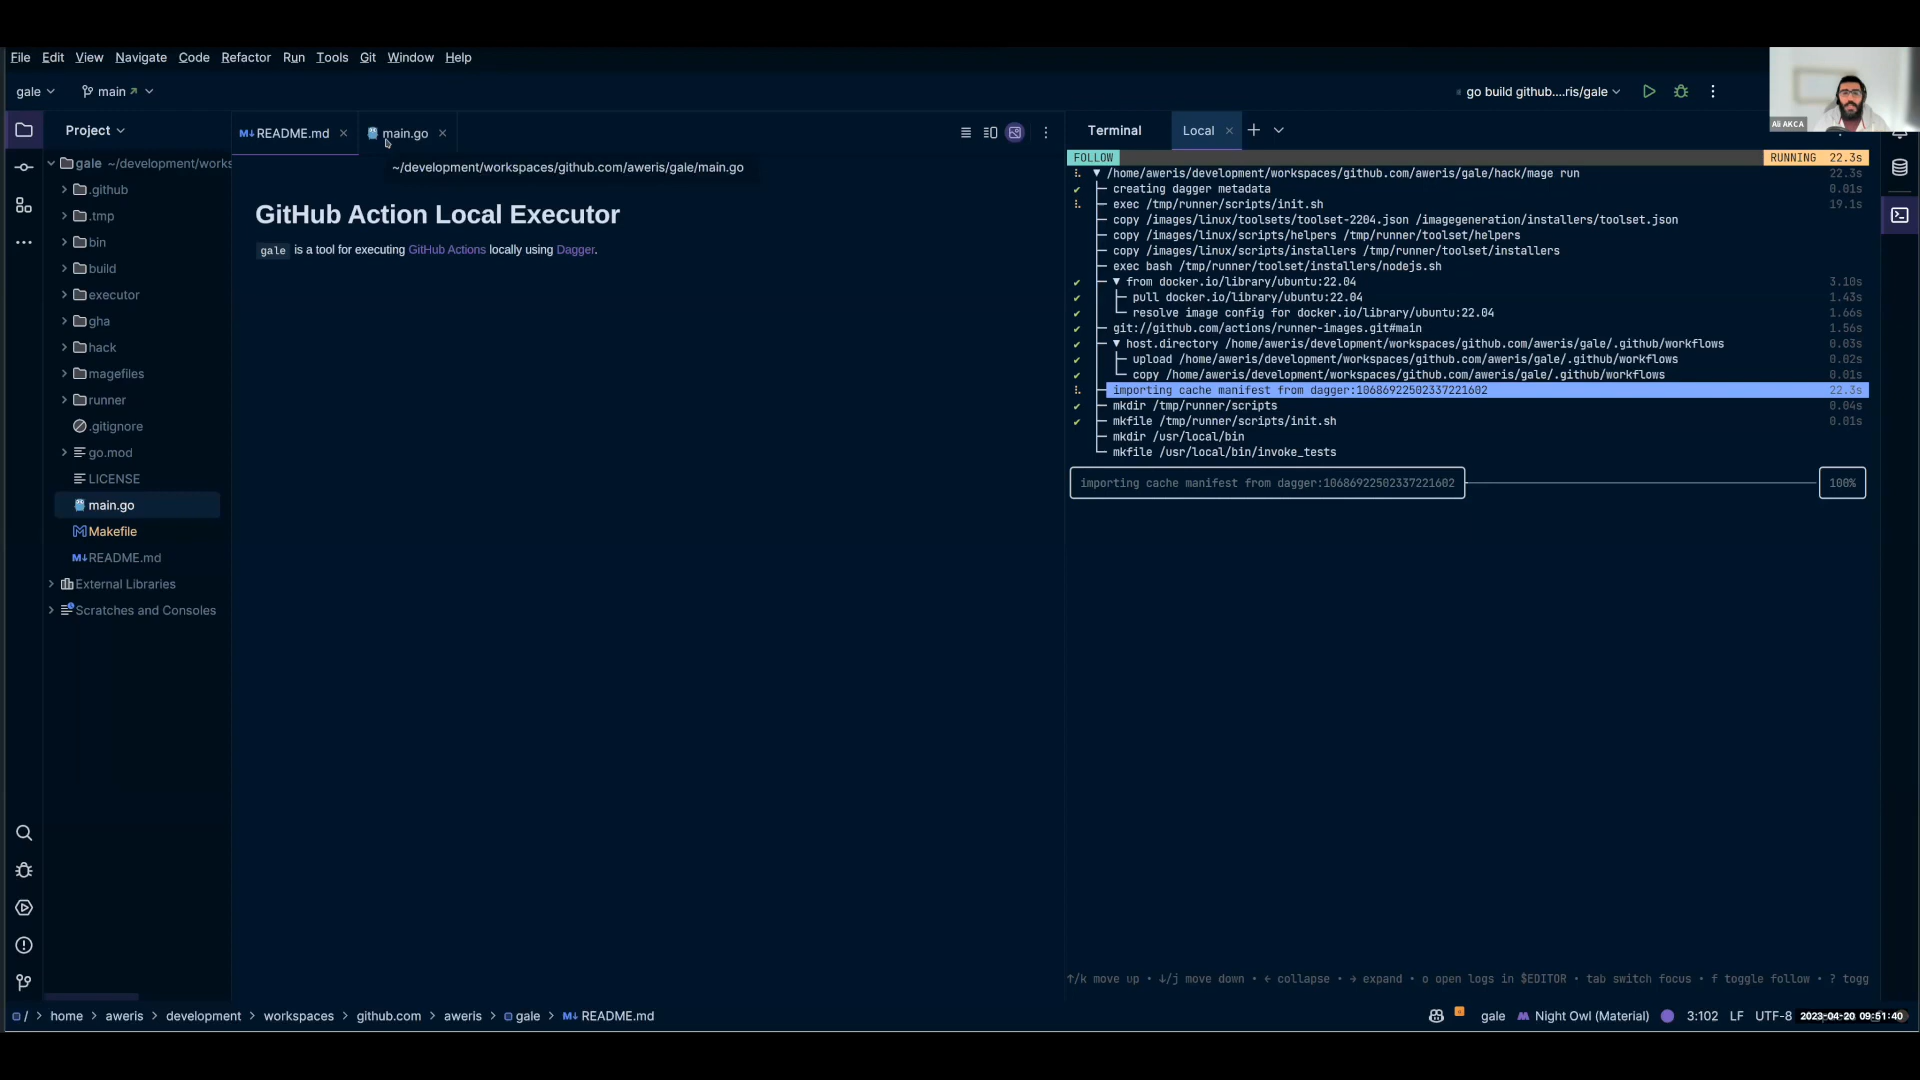 File Edit View Navigate Code Refactor Run Tools Git Window Help
gale main go build github....ris/gale
Ali AKCA
Project
README.md main.go
Terminal Local
FOLLOW RUNNING 22.3s
gale ~/development/works
.github
.tmp
bin
build
executor
gha
hack
magefiles
runner
.gitignore
go.mod
LICENSE
main.go
Makefile
README.md
External Libraries
Scratches and Consoles
~/development/workspaces/github.com/aweris/gale/main.go
GitHub Action Local Executor
gale is a tool for executing GitHub Actions locally using Dagger.
/home/aweris/development/workspaces/github.com/aweris/gale/hack/mage run 22.3s
creating dagger metadata 0.01s
exec /tmp/runner/scripts/init.sh 19.1s
copy /images/linux/toolsets/toolset-2204.json /imagegeneration/installers/toolset.json
copy /images/linux/scripts/helpers /tmp/runner/toolset/helpers
copy /images/linux/scripts/installers /tmp/runner/toolset/installers
exec bash /tmp/runner/toolset/installers/nodejs.sh
from docker.io/library/ubuntu:22.04 3.10s
pull docker.io/library/ubuntu:22.04 1.43s
resolve image config for docker.io/library/ubuntu:22.04 1.66s
git://github.com/actions/runner-images.git#main 1.56s
host.directory /home/aweris/development/workspaces/github.com/aweris/gale/.github/workflows 0.03s
upload /home/aweris/development/workspaces/github.com/aweris/gale/.github/workflows 0.02s
copy /home/aweris/development/workspaces/github.com/aweris/gale/.github/workflows 0.01s
importing cache manifest from dagger:10686922502337221602 22.3s
mkdir /tmp/runner/scripts 0.04s
mkfile /tmp/runner/scripts/init.sh 0.01s
mkdir /usr/local/bin
mkfile /usr/local/bin/invoke_tests
importing cache manifest from dagger:10686922502337221602 100%
↑/k move up • ↓/j move down • ← collapse • → expand • o open logs in $EDITOR • tab switch focus • f toggle follow • ? togg
/ > home > aweris > development > workspaces > github.com > aweris > gale > README.md
gale Night Owl (Material) 3:102 LF UTF-8 2023-04-20 09:51:40